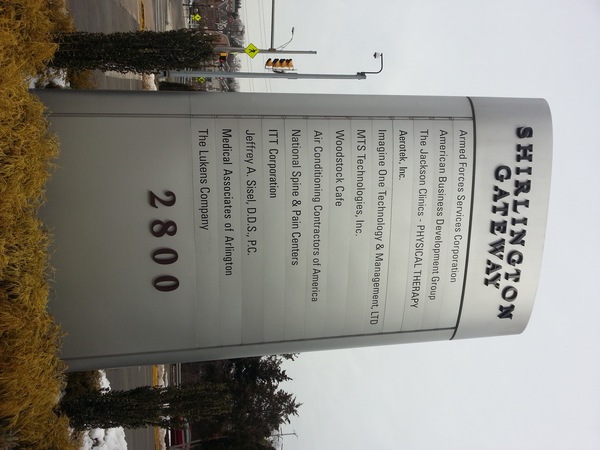 SHIRLINGTON
GATEWAY
Armed Forces Services Corporation
American Business Development Group
The Jackson Clinics - PHYSICAL THERAPY
Aerotek, Inc.
Imagine One Technology & Management, LTD
MTS Technologies, Inc.
Woodstock Cafe
Air Conditioning Contractors of America
National Spine & Pain Centers
ITT Corporation
Jeffrey A. Sisel, D.D.S., P.C.
Medical Associates of Arlington
The Lukens Company
2800